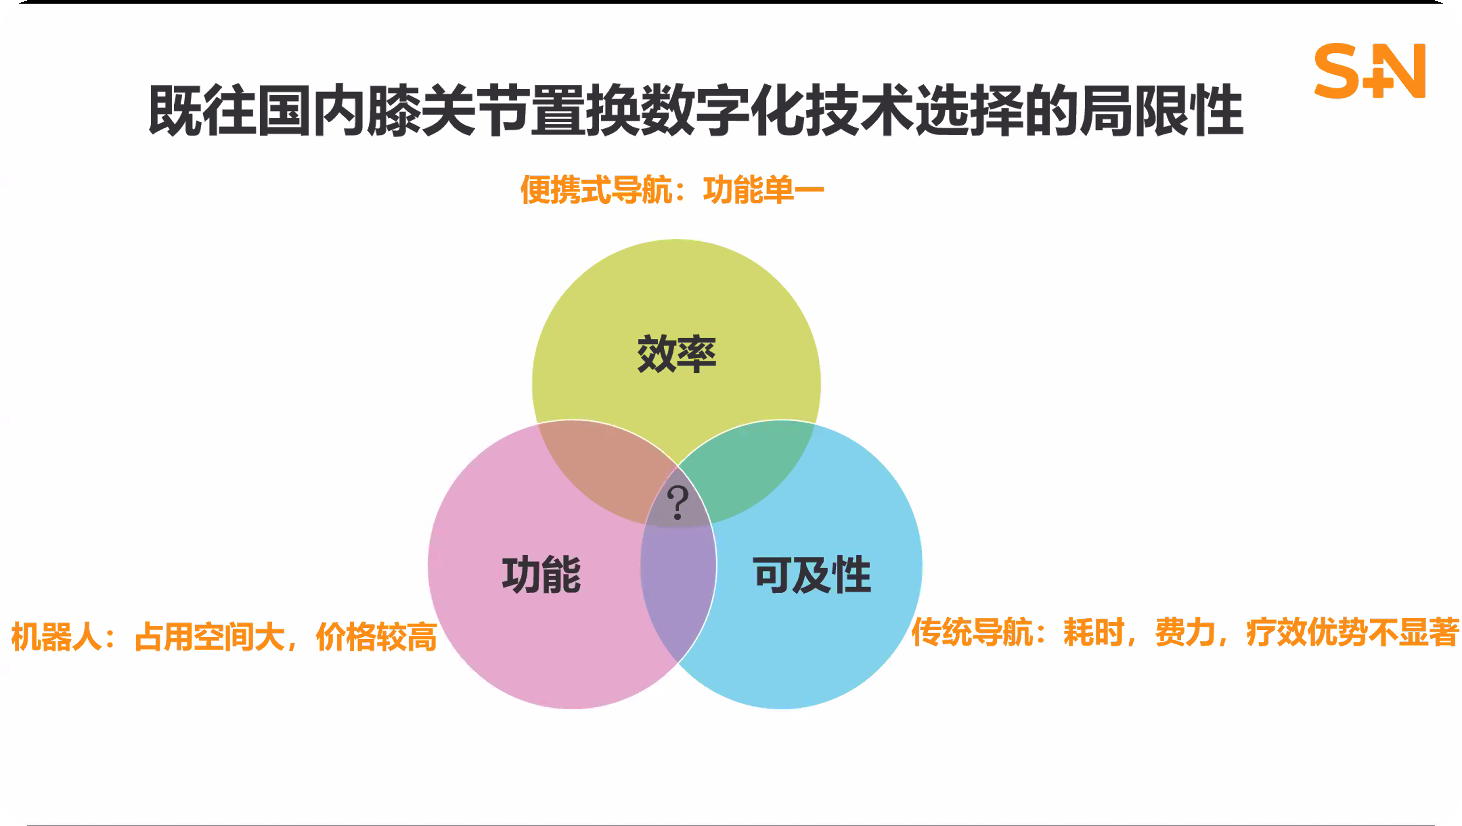 S+N
既往国内膝关节置换数字化技术选择的局限性
便携式导航：功能单一
效率
?
功能
可及性
机器人：占用空间大，价格较高
传统导航：耗时，费力，疗效优势不显著